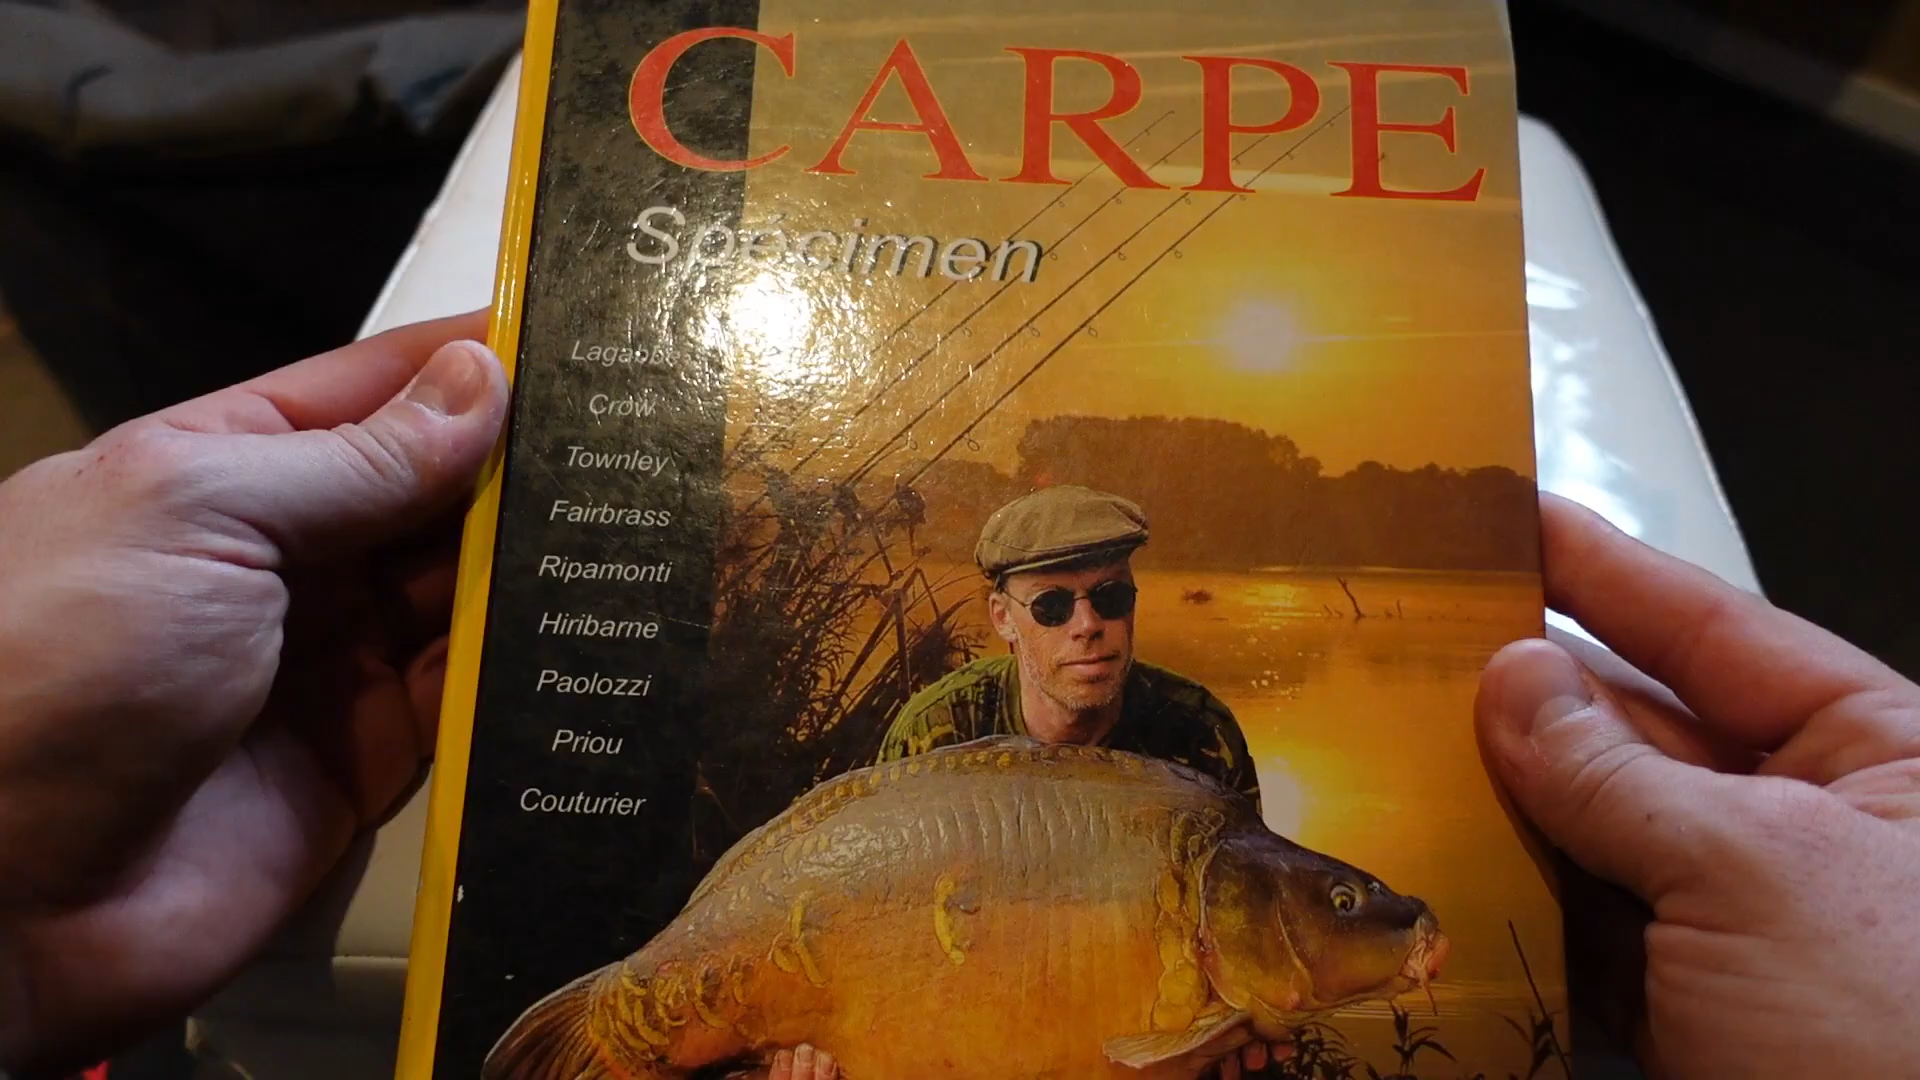 CARPE
Spécimen
Lagabbe
Crow
Townley
Fairbrass
Ripamonti
Hiribarne
Paolozzi
Priou
Couturier